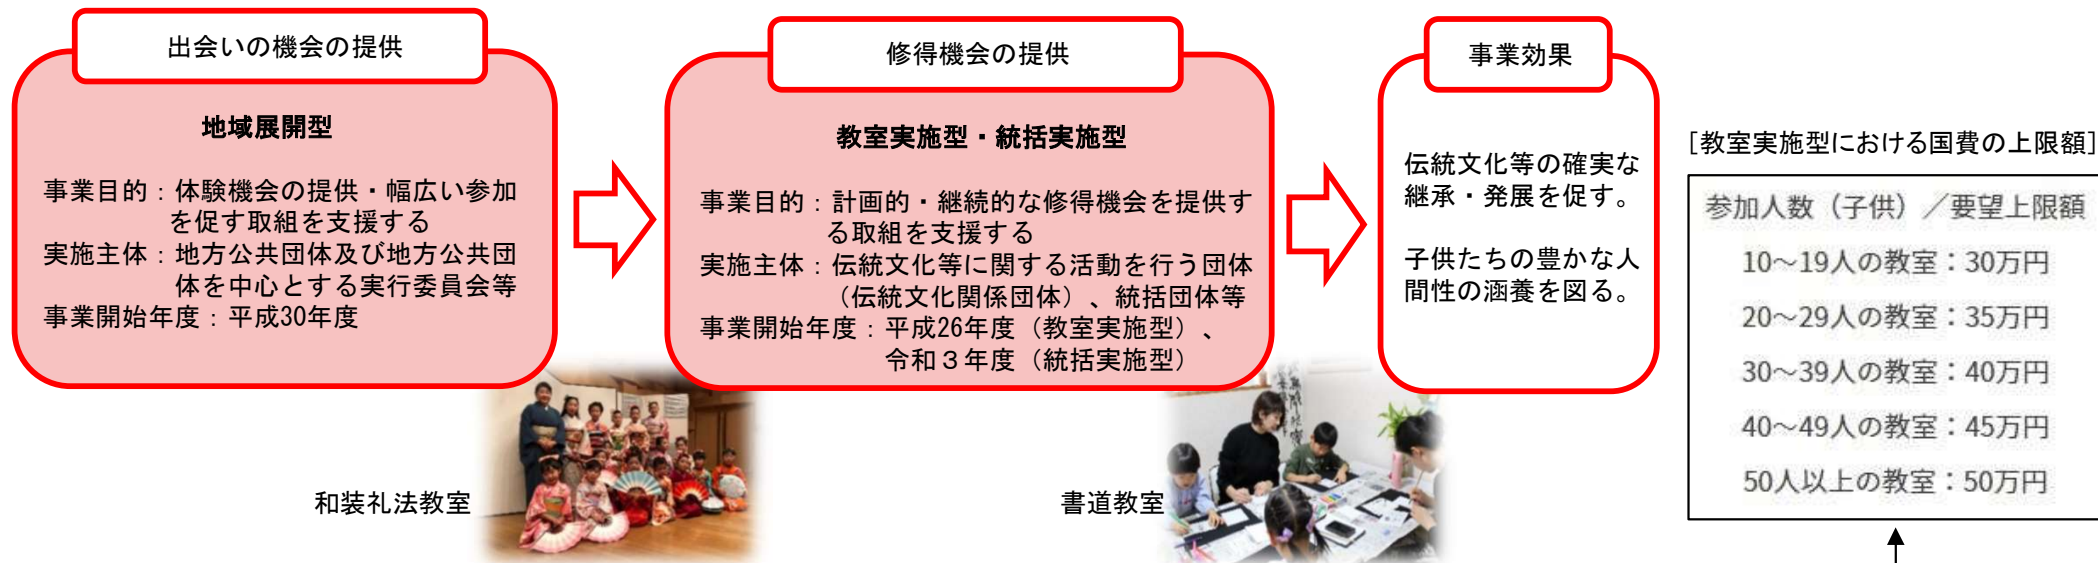 出会いの機会の提供
地域展開型
事業目的：体験機会の提供・幅広い参加
を促す取組を支援する
実施主体：地方公共団体及び地方公共団
体を中心とする実行委員会等
事業開始年度：平成30年度
修得機会の提供
教室実施型・統括実施型
事業目的：計画的・継続的な修得機会を提供す
る取組を支援する
実施主体：伝統文化等に関する活動を行う団体
（伝統文化関係団体）、統括団体等
事業開始年度：平成26年度（教室実施型）、
令和３年度（統括実施型）
事業効果
伝統文化等の確実な
継承・発展を促す。
子供たちの豊かな人
間性の涵養を図る。
[教室実施型における国費の上限額]
参加人数（子供）／要望上限額
10～19人の教室：30万円
20～29人の教室：35万円
30～39人の教室：40万円
40～49人の教室：45万円
50人以上の教室：50万円
和装礼法教室
書道教室